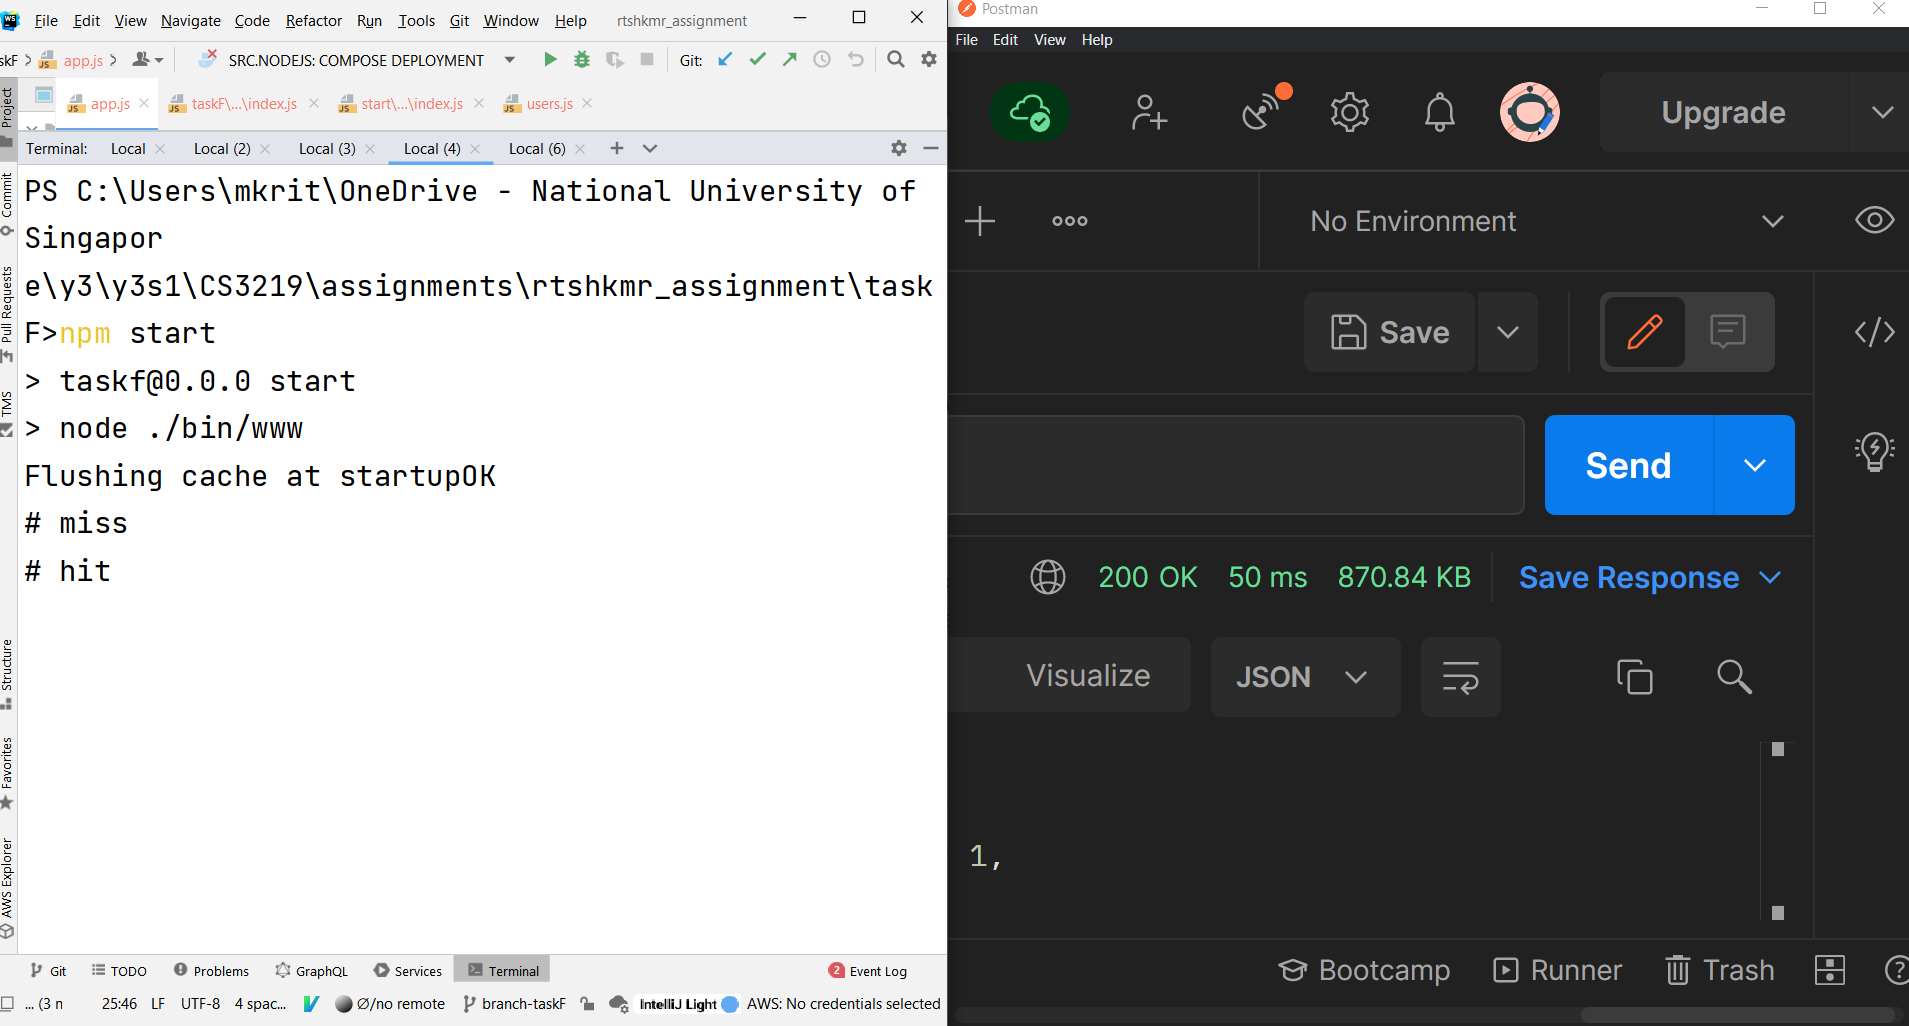 File Edit View Navigate Code Refactor Run Tools Git Window Help rtshkmr_assignment
skF app.js SRC.NODEJS: COMPOSE DEPLOYMENT Git:
app.js taskF\...\index.js start\...\index.js users.js
Terminal: Local Local (2) Local (3) Local (4) Local (6)
PS C:\Users\mkrit\OneDrive - National University of
Singapor
e\y3\y3s1\CS3219\assignments\rtshkmr_assignment\task
F>npm start
> taskf@0.0.0 start
> node ./bin/www
Flushing cache at startupOK
# miss
# hit
Project
Commit
Pull Requests
TMS
Structure
Favorites
AWS Explorer
Git TODO Problems GraphQL Services Terminal 2 Event Log
... (3 m 25:46 LF UTF-8 4 spac... Ø/no remote branch-taskF IntelliJ Light AWS: No credentials selected
Postman
File Edit View Help
Upgrade
No Environment
Save
Send
200 OK 50 ms 870.84 KB Save Response
Visualize JSON
1,
Bootcamp Runner Trash